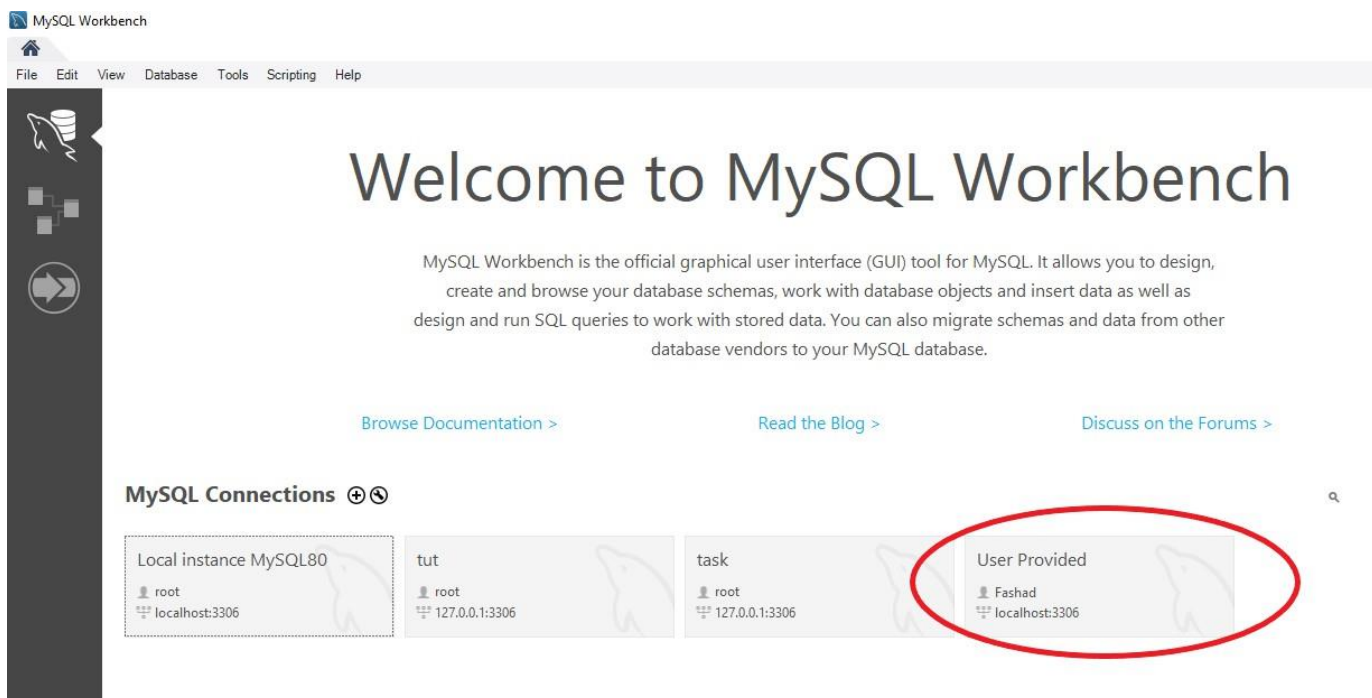 MySQL Workbench
File Edit View Database Tools Scripting Help
Welcome to MySQL Workbench
MySQL Workbench is the official graphical user interface (GUI) tool for MySQL. It allows you to design,
create and browse your database schemas, work with database objects and insert data as well as
design and run SQL queries to work with stored data. You can also migrate schemas and data from other
database vendors to your MySQL database.
Browse Documentation > Read the Blog > Discuss on the Forums >
MySQL Connections
Local instance MySQL80
root
localhost:3306
tut
root
127.0.0.1:3306
task
root
127.0.0.1:3306
User Provided
Fashad
localhost:3306